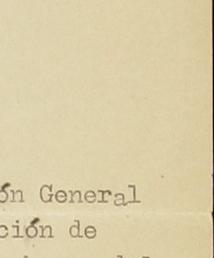 ón General
ción de